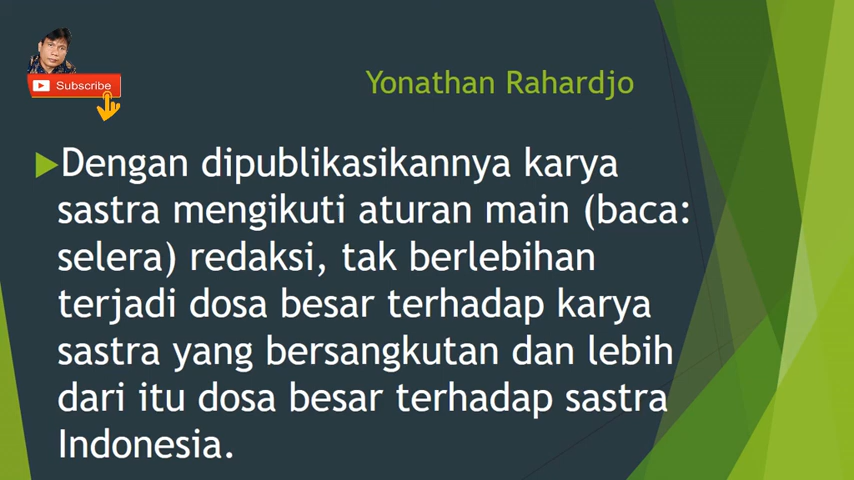 Subscribe
Yonathan Rahardjo
Dengan dipublikasikannya karya
sastra mengikuti aturan main (baca:
selera) redaksi, tak berlebihan
terjadi dosa besar terhadap karya
sastra yang bersangkutan dan lebih
dari itu dosa besar terhadap sastra
Indonesia.